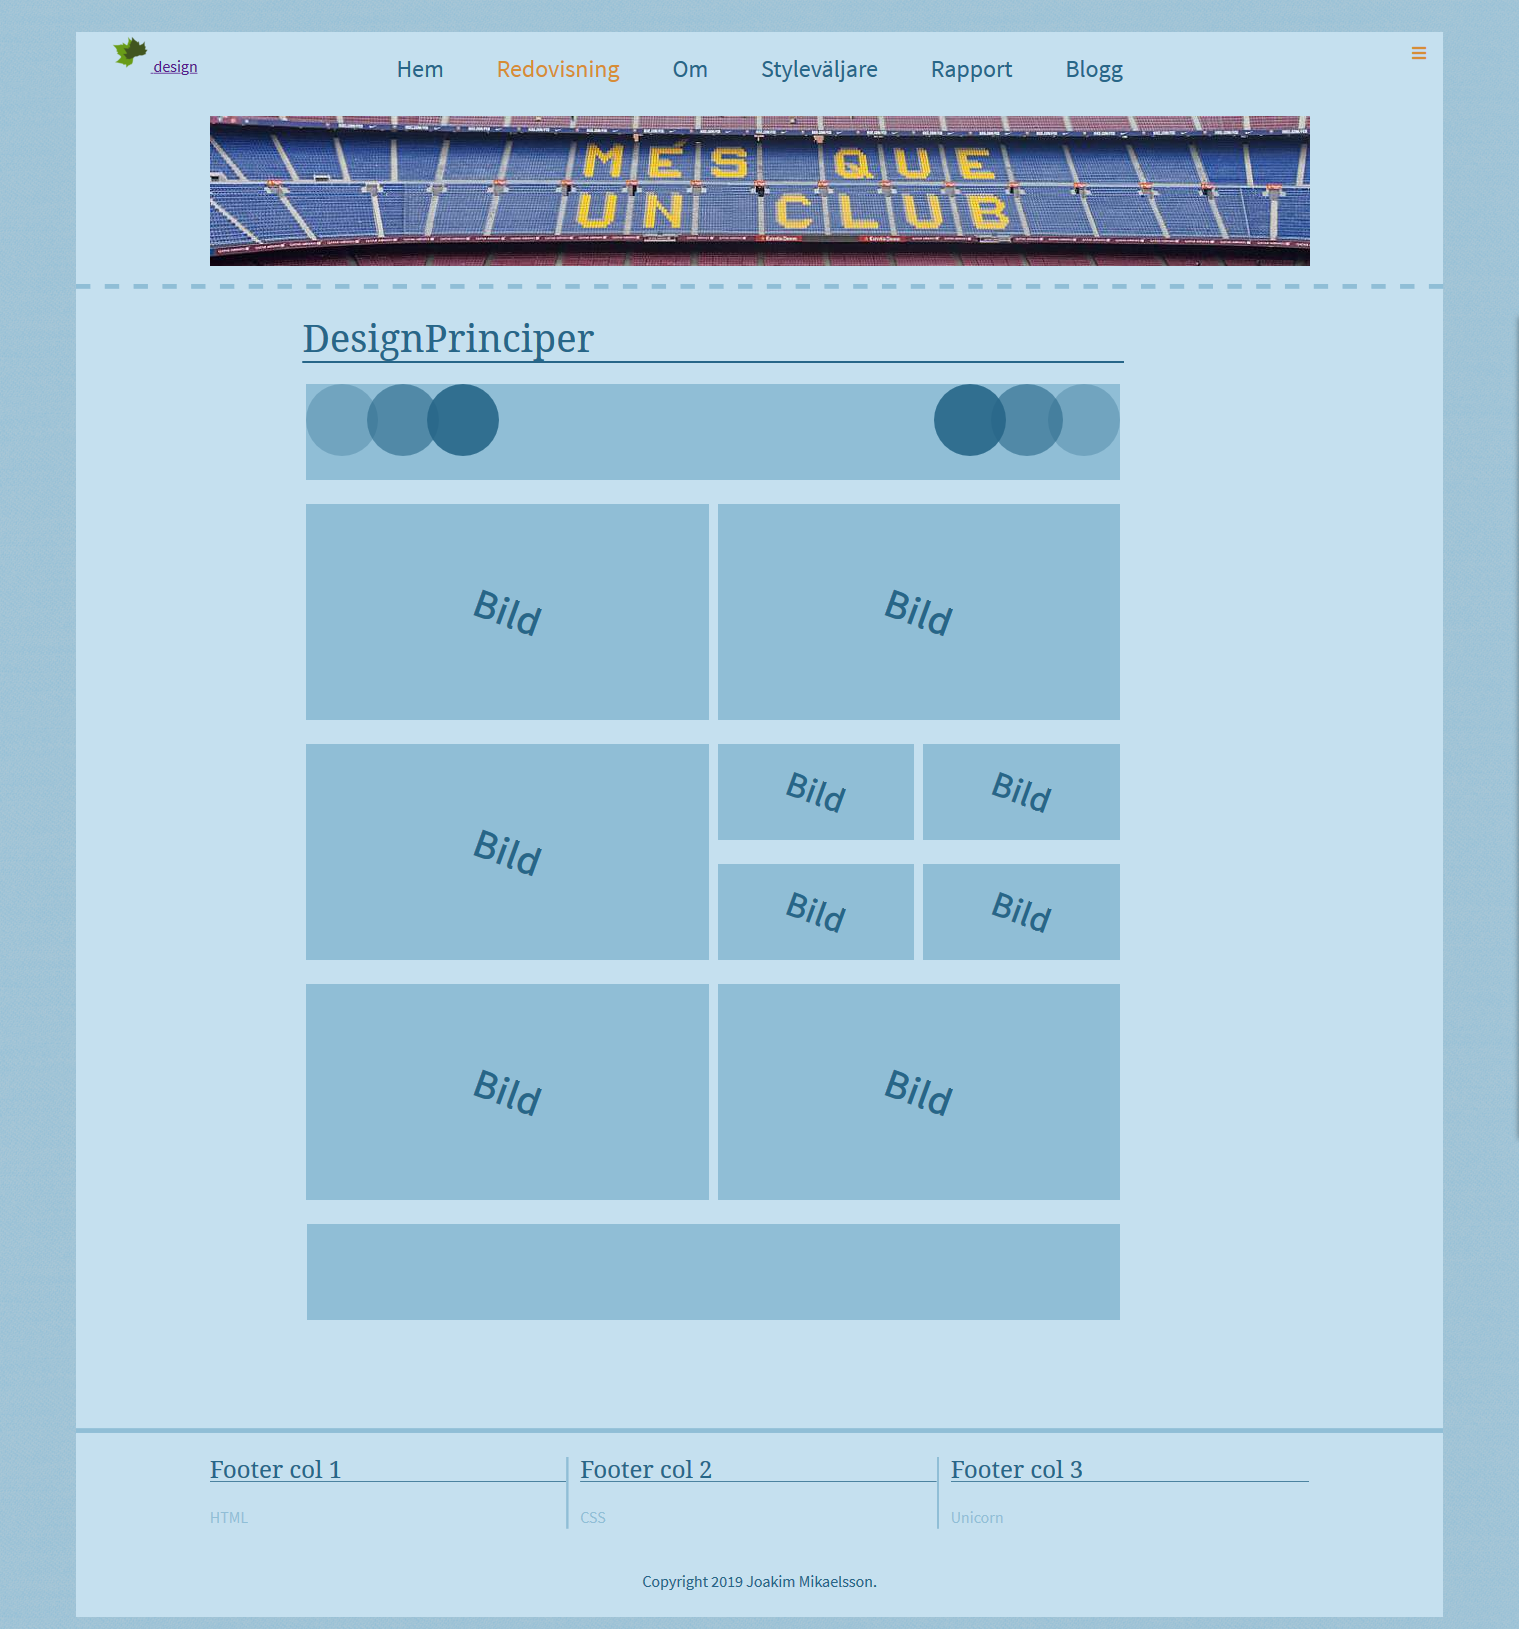 design
Hem Redovisning Om Styleväljare Rapport Blogg
MÉS QUE
UN CLUB
DesignPrinciper
Bild Bild
Bild Bild Bild
Bild Bild
Bild Bild
Footer col 1 Footer col 2 Footer col 3
HTML CSS Unicorn
Copyright 2019 Joakim Mikaelsson.